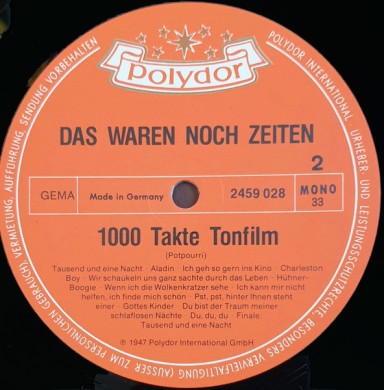 Polydor
DAS WAREN NOCH ZEITEN
2
GEMA
Made in Germany
2459 028
MONO
33
1000 Takte Tonfilm
(Potpourri)
Tausend und eine Nacht · Aladin · Ich geh so gern ins Kino · Charleston
Boy · Wir schaukeln uns ganz sachte durch das Leben · Hühner-
Boogie · Wenn ich die Wolkenkratzer sehe · Ich kann mir nicht
helfen, ich finde mich schön · Pst, pst, hinter Ihnen steht
einer · Gottes Kinder · Du bist der Traum meiner
schlaflosen Nächte · Du, du, du · Finale:
Tausend und eine Nacht
℗ 1947 Polydor International GmbH
POLYDOR INTERNATIONAL · URHEBER- UND LEISTUNGSSCHUTZRECHTE, BESONDERS VERVIELFÄLTIGUNG (AUSSER ZUM PERSÖNLICHEN GEBRAUCH), VERMIETUNG, AUFFÜHRUNG, SENDUNG VORBEHALTEN